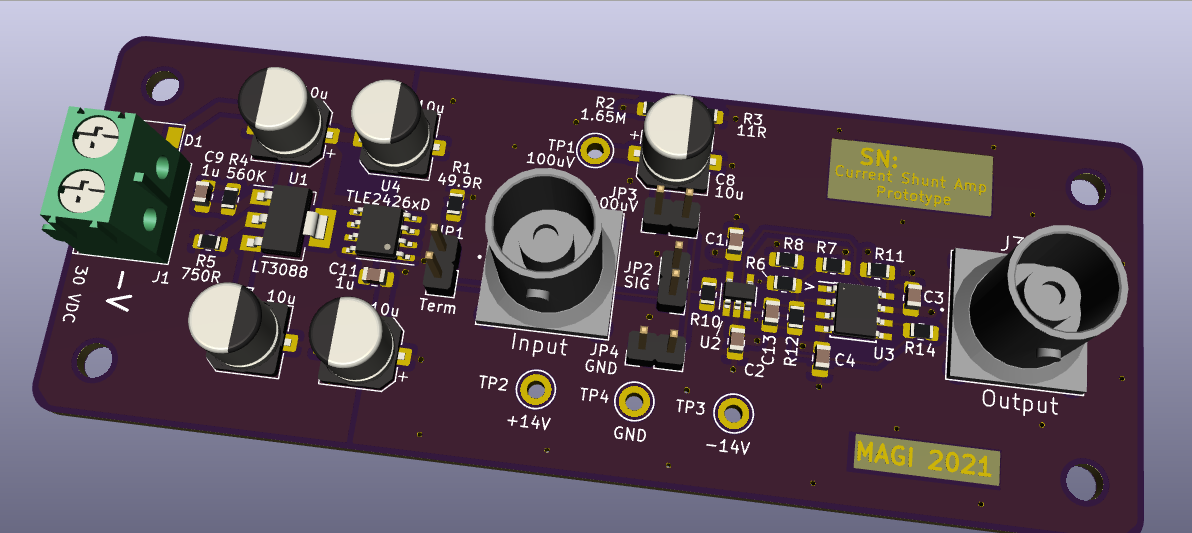 10u
R2
1.65M
R3
11R
D1
C9 R4
1u 560K
U1
U4
TLE2426xD
R1
49.9R
TP1
100uV
C8
10u
SN:
Current Shunt Amp
Prototype
JP3
JP1
R5
750R
LT3088
C11
1u
Term
JP2
SIG
R6
R8
R7
R11
C3
R10
U2
C2
C13
R12
C4
U3
R14
J1
30 VDC
10u
Input
JP4
GND
TP2
+14V
TP4
GND
TP3
-14V
Output
MAGI 2021